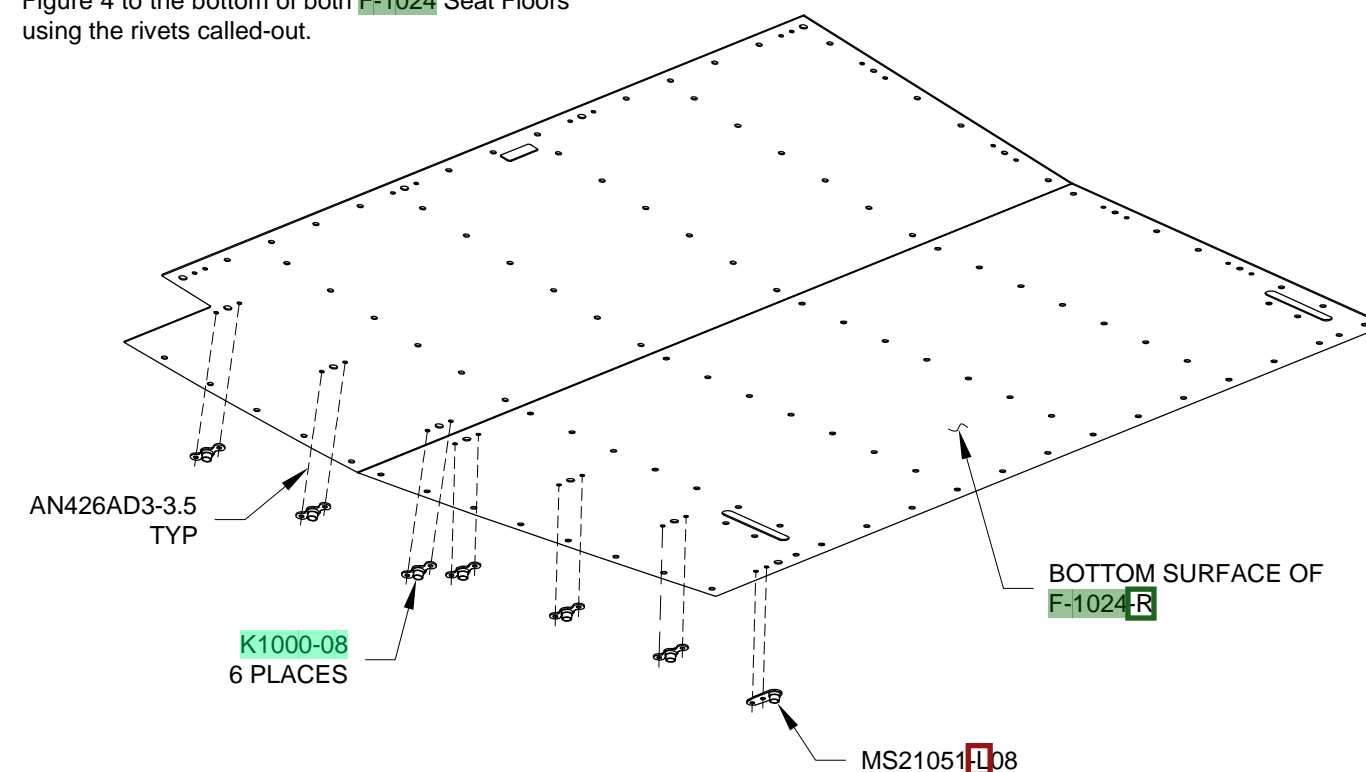 Figure 4 to the bottom of both F-1024 Seat Floors
using the rivets called-out.
AN426AD3-3.5
TYP
K1000-08
6 PLACES
BOTTOM SURFACE OF
F-1024-R
MS21051-L08